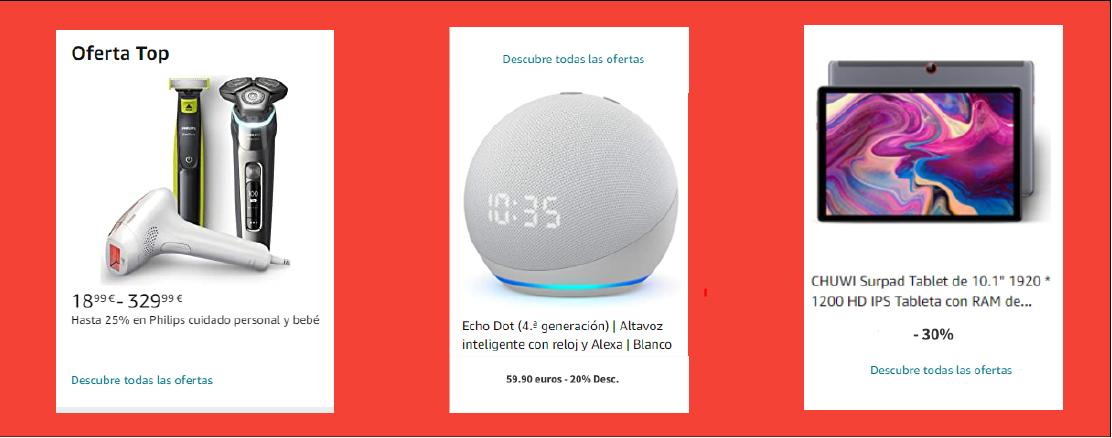 Oferta Top
PHILIPS
PHILIPS
18⁹⁹€- 329⁹⁹€
Hasta 25% en Philips cuidado personal y bebé
Descubre todas las ofertas
Descubre todas las ofertas
10:35
Echo Dot (4.ª generación) | Altavoz
inteligente con reloj y Alexa | Blanco
59.90 euros - 20% Desc.
CHUWI Surpad Tablet de 10.1" 1920 *
1200 HD IPS Tableta con RAM de...
- 30%
Descubre todas las ofertas